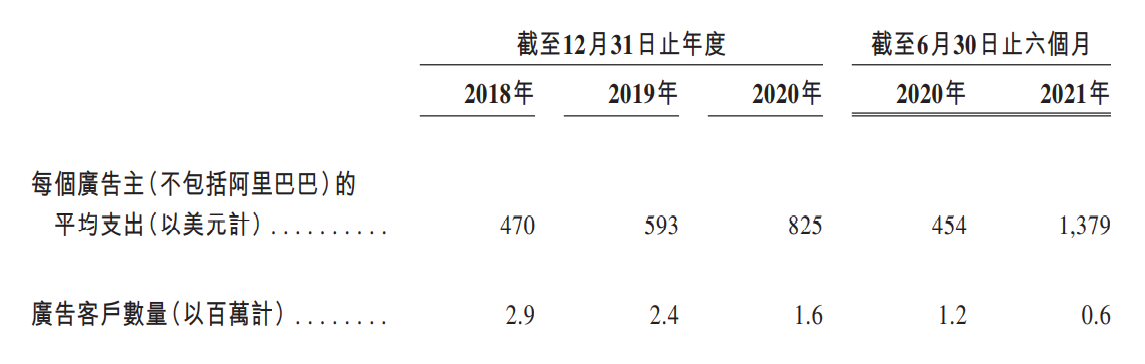 截至12月31日止年度 截至6月30日止六個月
2018年 2019年 2020年 2020年 2021年
每個廣告主(不包括阿里巴巴)的
平均支出(以美元計).......... 470 593 825 454 1,379
廣告客戶數量(以百萬計)........ 2.9 2.4 1.6 1.2 0.6